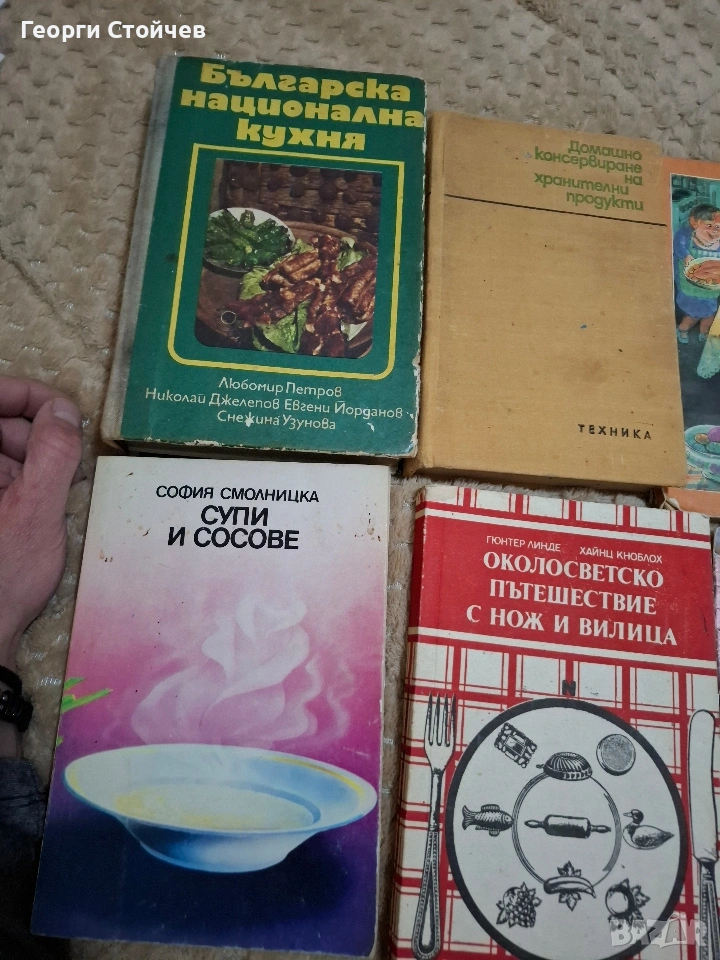 Георги Стойчев
Българска
национална
кухня
Любомир Петров
Николай Джелепов Евгени Йорданов
Снежина Узунова
Домашно
консервиране
на
хранителни
продукти
ТЕХНИКА
СОФИЯ СМОЛНИЦКА
СУПИ
И СОСОВЕ
ГЮНТЕР ЛИНДЕ ХАЙНЦ КНОБЛОХ
ОКОЛОСВЕТСКО
ПЪТЕШЕСТВИЕ
С НОЖ И ВИЛИЦА
N
BAZAR